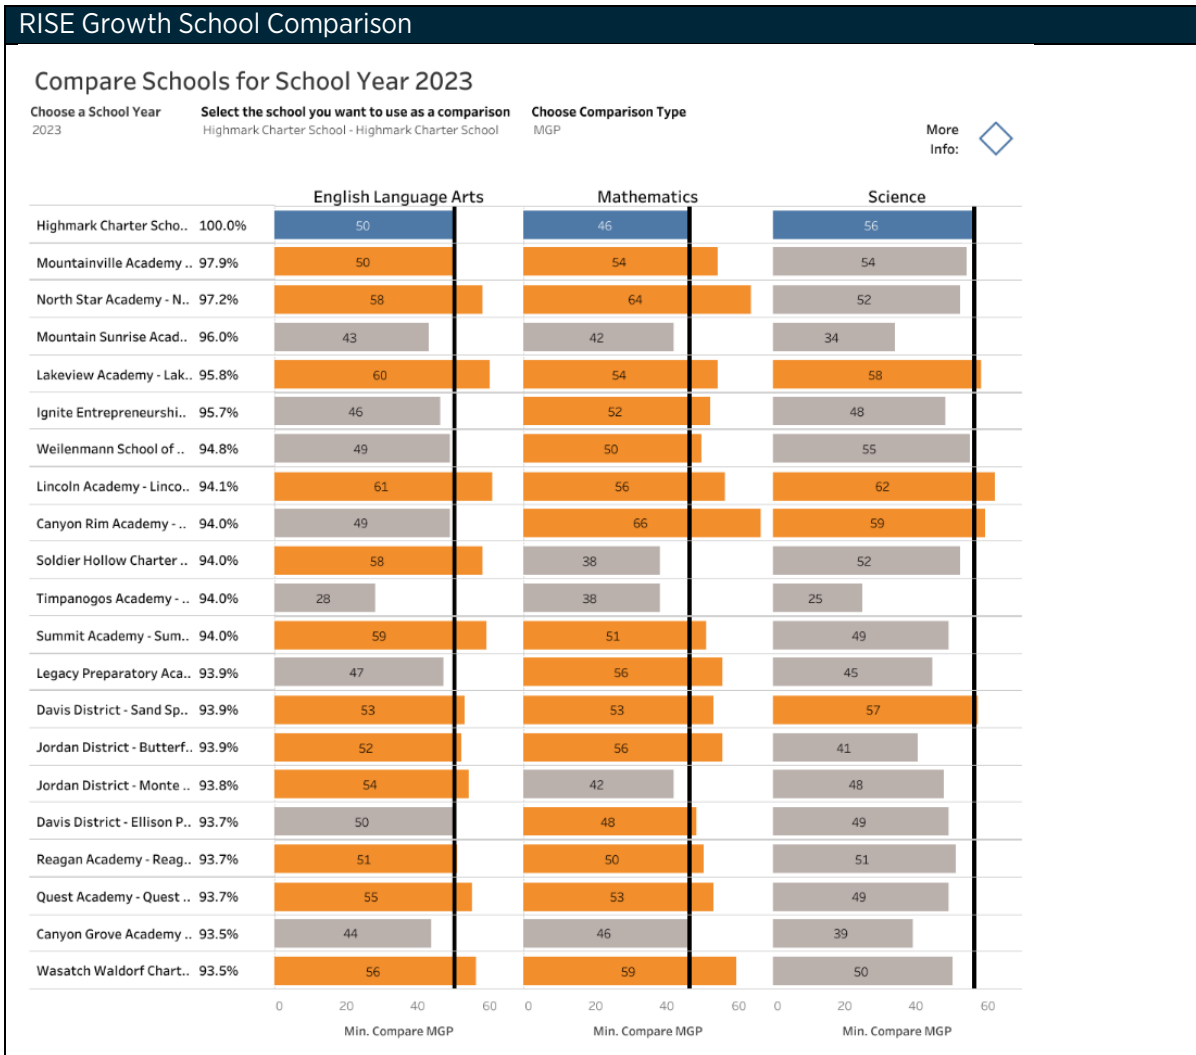 RISE Growth School Comparison
Compare Schools for School Year 2023
Choose a School Year Select the school you want to use as a comparison Choose Comparison Type
2023 Highmark Charter School - Highmark Charter School MGP
More
Info:
English Language Arts Mathematics Science
Highmark Charter Scho.. 100.0% 50 46 56
Mountainville Academy .. 97.9% 50 54 54
North Star Academy - N.. 97.2% 58 64 52
Mountain Sunrise Acad.. 96.0% 43 42 34
Lakeview Academy - Lak.. 95.8% 60 54 58
Ignite Entrepreneurshi.. 95.7% 46 52 48
Weilenmann School of .. 94.8% 49 50 55
Lincoln Academy - Linco.. 94.1% 61 56 62
Canyon Rim Academy - .. 94.0% 49 66 59
Soldier Hollow Charter .. 94.0% 58 38 52
Timpanogos Academy - .. 94.0% 28 38 25
Summit Academy - Sum.. 94.0% 59 51 49
Legacy Preparatory Aca.. 93.9% 47 56 45
Davis District - Sand Sp.. 93.9% 53 53 57
Jordan District - Butterf.. 93.9% 52 56 41
Jordan District - Monte .. 93.8% 54 42 48
Davis District - Ellison P.. 93.7% 50 48 49
Reagan Academy - Reag.. 93.7% 51 50 51
Quest Academy - Quest .. 93.7% 55 53 49
Canyon Grove Academy .. 93.5% 44 46 39
Wasatch Waldorf Chart.. 93.5% 56 59 50
0 20 40 60 0 20 40 60 0 20 40 60
Min. Compare MGP Min. Compare MGP Min. Compare MGP